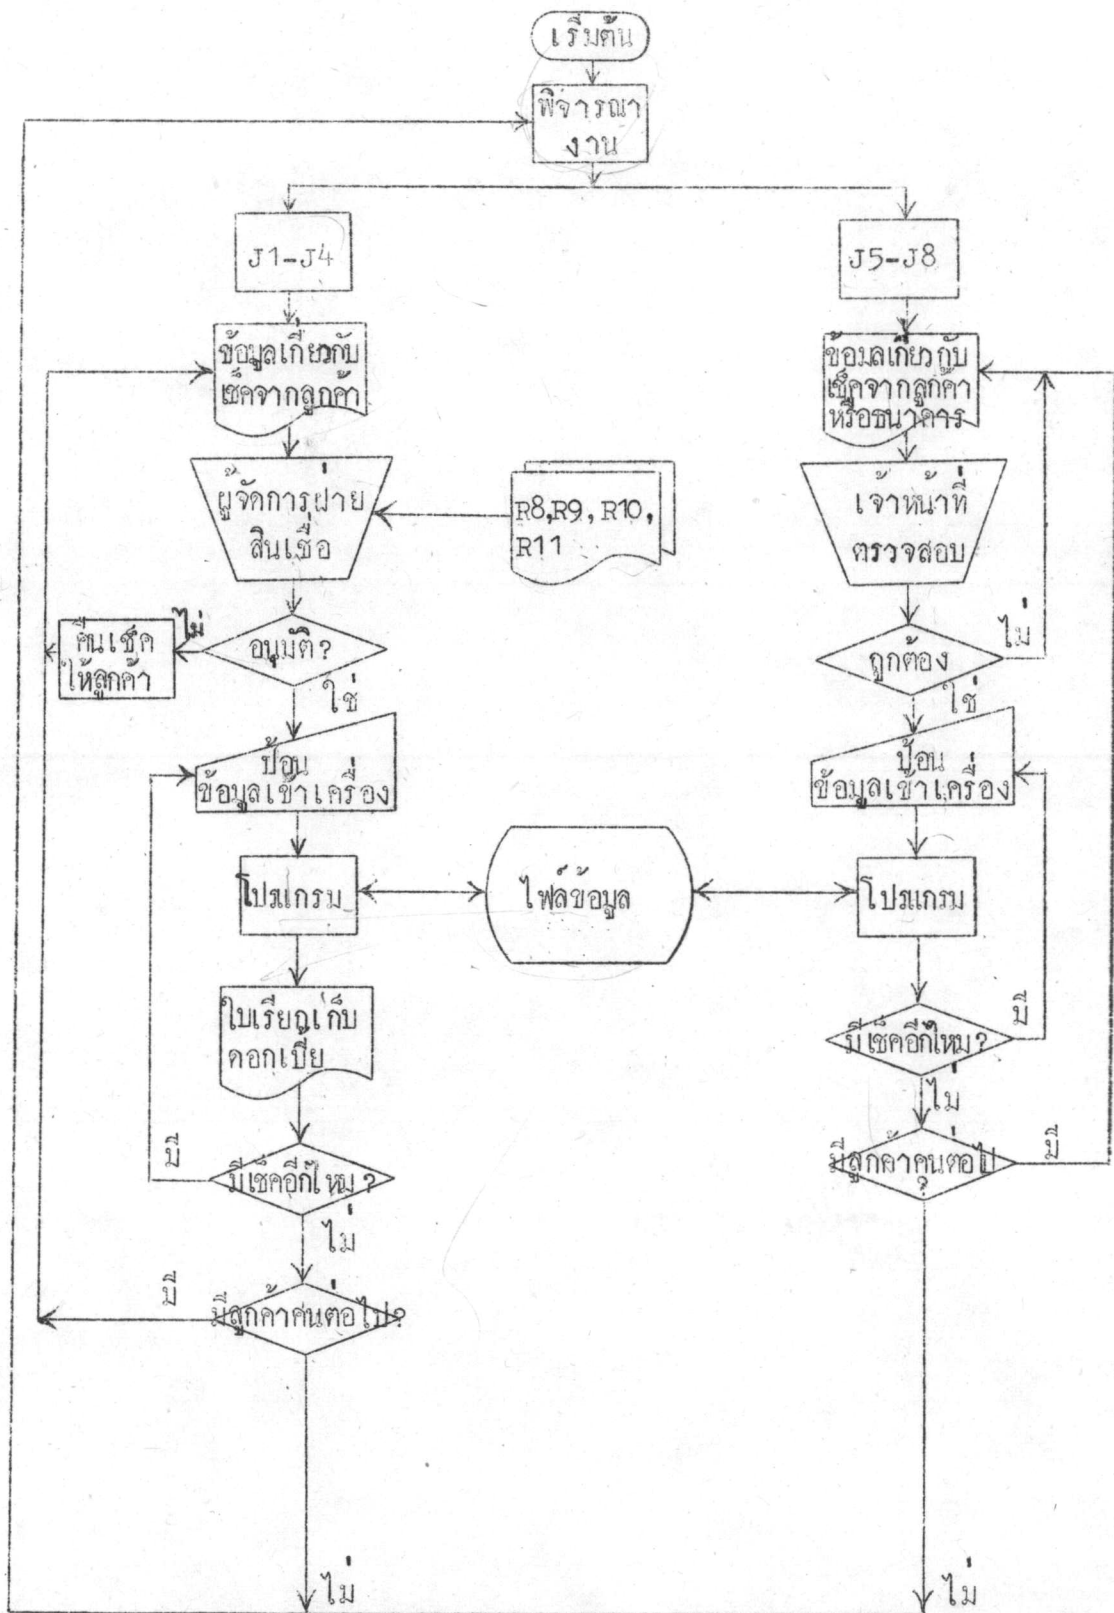 เริ่มต้น
พิจารณา
งาน
J1-J4
ข้อมูลเกี่ยวกับ
เช็คจากลูกค้า
ผู้จัดการฝ่าย
สินเชื่อ
R8,R9, R10,
R11
อนุมัติ?
ไม่
คืนเช็ค
ให้ลูกค้า
ใช่
ป้อน
ข้อมูลเข้าเครื่อง
โปรแกรม
ไฟล์ข้อมูล
ใบเรียกเก็บ
ดอกเบี้ย
มีเช็คอีกไหม?
มี
ไม่
มีลูกค้าคนต่อไป?
มี
ไม่
J5-J8
ข้อมูลเกี่ยวกับ
เช็คจากลูกค้า
หรือธนาคาร
เจ้าหน้าที่
ตรวจสอบ
ถูกต้อง
ไม่
ใช่
ป้อน
ข้อมูลเข้าเครื่อง
โปรแกรม
มีเช็คอีกไหม?
มี
ไม่
มีลูกค้าคนต่อไป
?
มี
ไม่